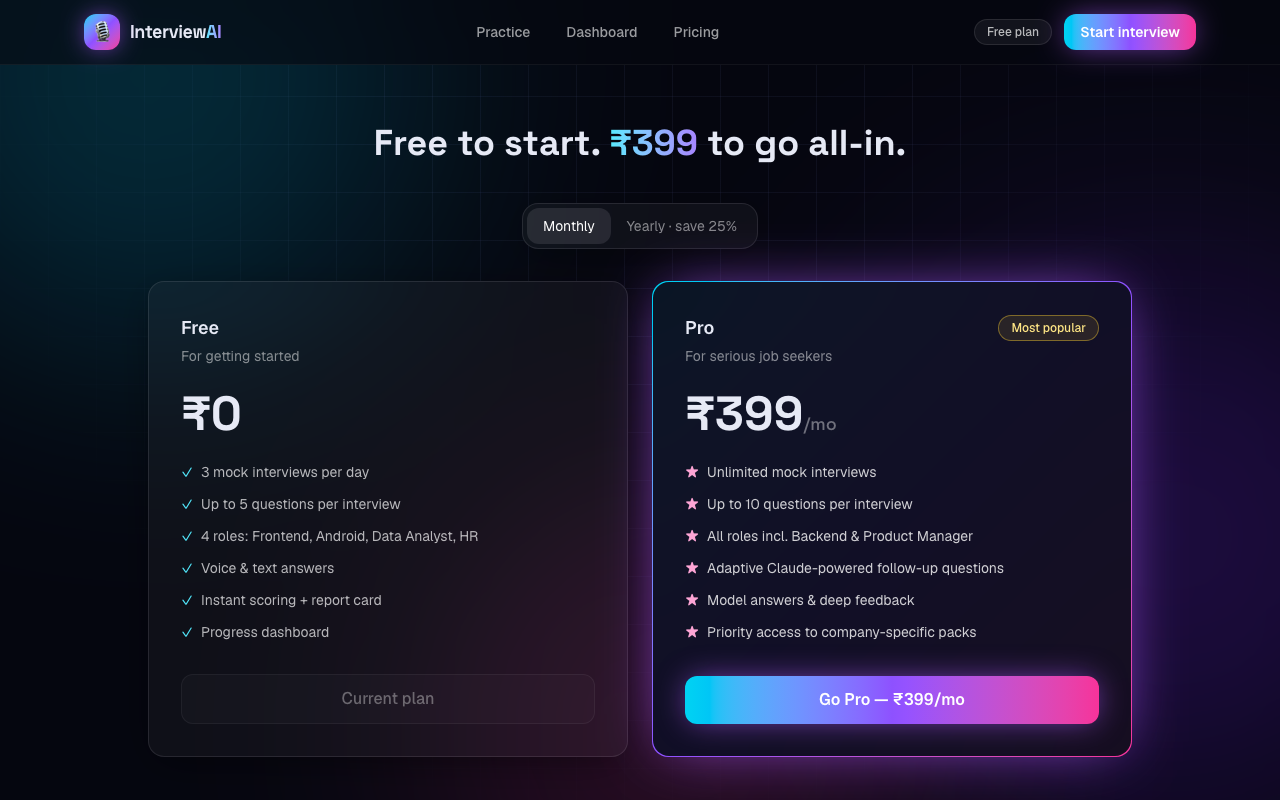 InterviewAI
Practice
Dashboard
Pricing
Free plan
Start interview
Free to start. ₹399 to go all-in.
Monthly
Yearly · save 25%
Free
For getting started
₹0
3 mock interviews per day
Up to 5 questions per interview
4 roles: Frontend, Android, Data Analyst, HR
Voice & text answers
Instant scoring + report card
Progress dashboard
Current plan
Pro
Most popular
For serious job seekers
₹399/mo
Unlimited mock interviews
Up to 10 questions per interview
All roles incl. Backend & Product Manager
Adaptive Claude-powered follow-up questions
Model answers & deep feedback
Priority access to company-specific packs
Go Pro — ₹399/mo